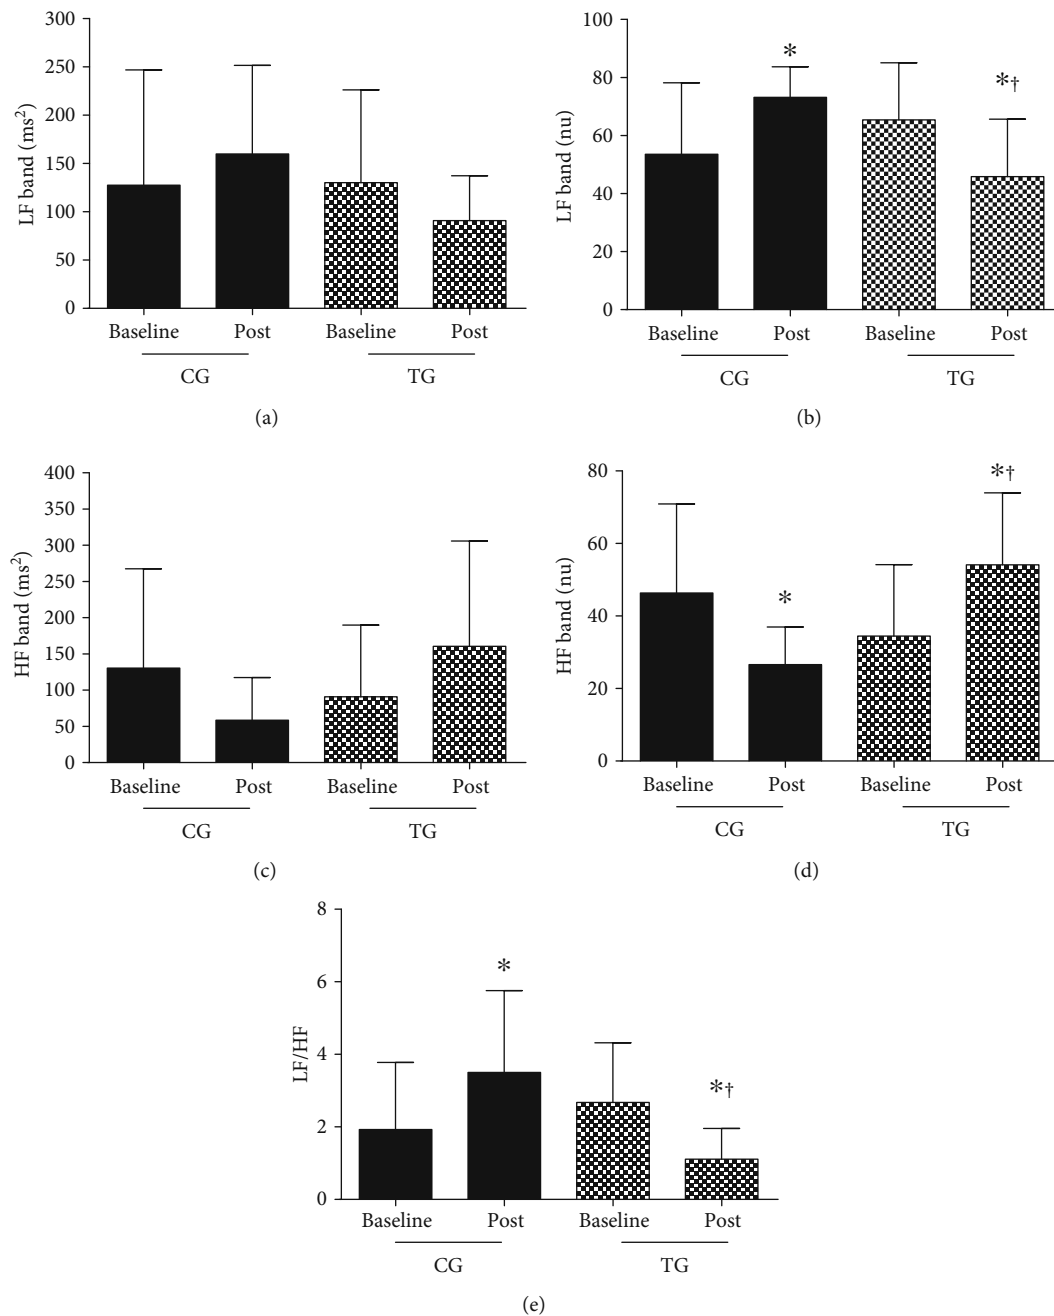 300
250
200
150
100
50
0
LF band (ms²)
Baseline Post Baseline Post
CG TG
(a)
100
80
60
40
20
0
LF band (nu)
*
*†
Baseline Post Baseline Post
CG TG
(b)
400
350
300
250
200
150
100
50
0
HF band (ms²)
Baseline Post Baseline Post
CG TG
(c)
80
60
40
20
0
HF band (nu)
*
*†
Baseline Post Baseline Post
CG TG
(d)
8
6
4
2
0
LF/HF
*
*†
Baseline Post Baseline Post
CG TG
(e)